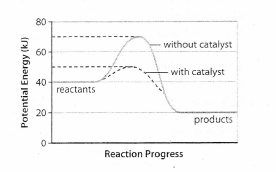 Potential Energy (kJ)
80
60
40
20
0
without catalyst
with catalyst
reactants
products
Reaction Progress